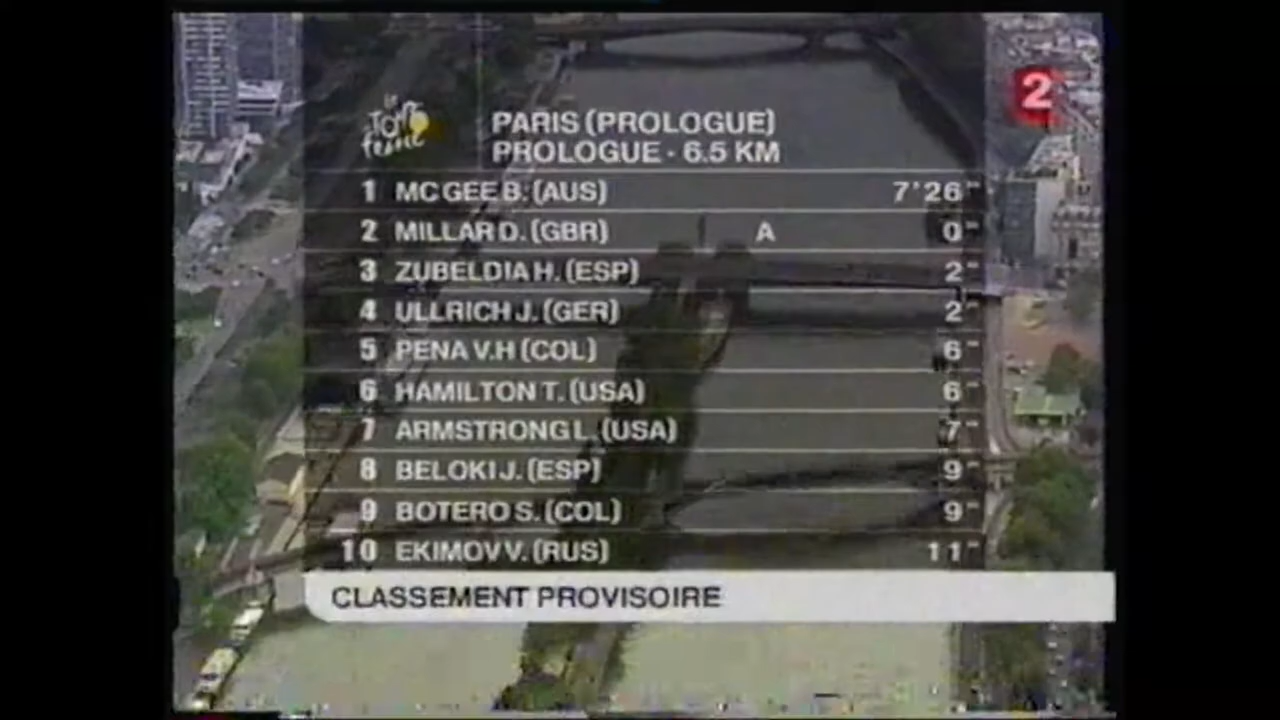 2
le Tour de France
PARIS (PROLOGUE)
PROLOGUE - 6.5 KM
1 MC GEE B. (AUS) 7'26"
2 MILLAR D. (GBR) A 0"
3 ZUBELDIA H. (ESP) 2"
4 ULLRICH J. (GER) 2"
5 PENA V.H (COL) 6"
6 HAMILTON T. (USA) 6"
7 ARMSTRONG L. (USA) 7"
8 BELOKI J. (ESP) 9"
9 BOTERO S. (COL) 9"
10 EKIMOV V. (RUS) 11"
CLASSEMENT PROVISOIRE